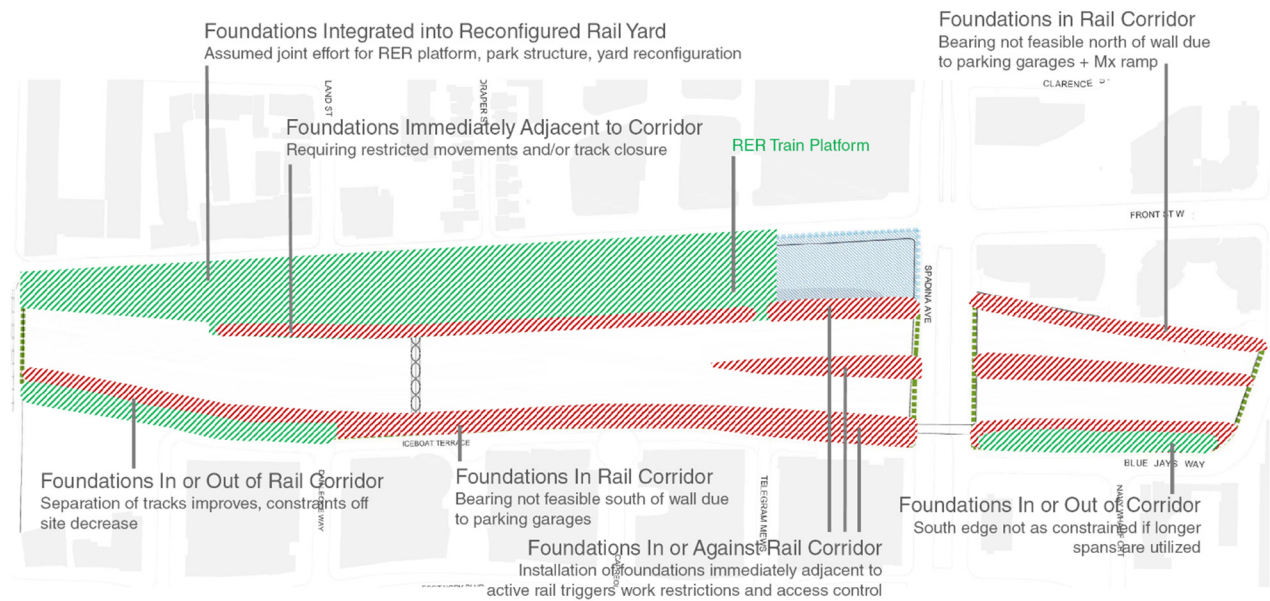 Foundations in Rail Corridor
Bearing not feasible north of wall due
to parking garages + Mx ramp
Foundations Integrated into Reconfigured Rail Yard
Assumed joint effort for RER platform, park structure, yard reconfiguration
CLARENCE
DRAPER S
LAND ST
Foundations Immediately Adjacent to Corridor
Requiring restricted movements and/or track closure
RER Train Platform
FRONT ST W
SPADINA AVE
ICEBOAT TERRACE
BLUE JAYS WAY
Foundations In or Out of Rail Corridor
Separation of tracks improves, constraints off
site decrease
Foundations In Rail Corridor
Bearing not feasible south of wall due
to parking garages
TELEGRAM MEWS
Foundations In or Out of Corridor
South edge not as constrained if longer
spans are utilized
Foundations In or Against Rail Corridor
Installation of foundations immediately adjacent to
active rail triggers work restrictions and access control